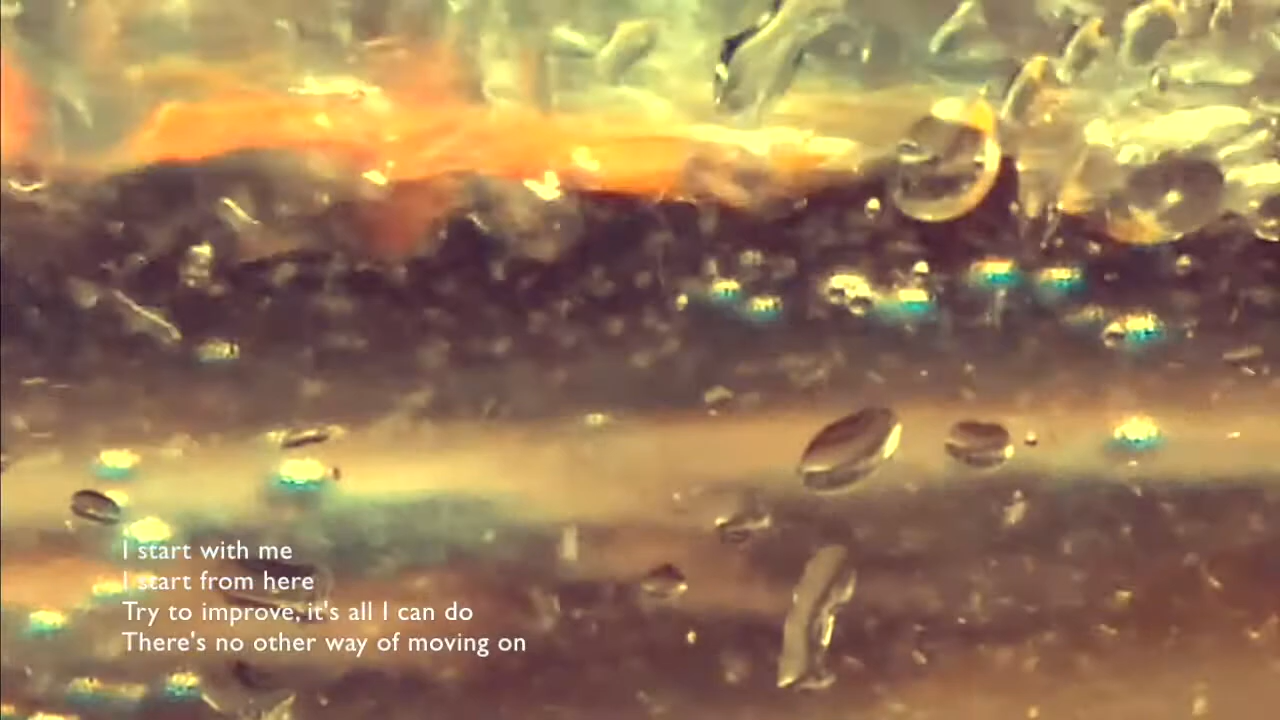 I start with me
I start from here
Try to improve, it's all I can do
There's no other way of moving on